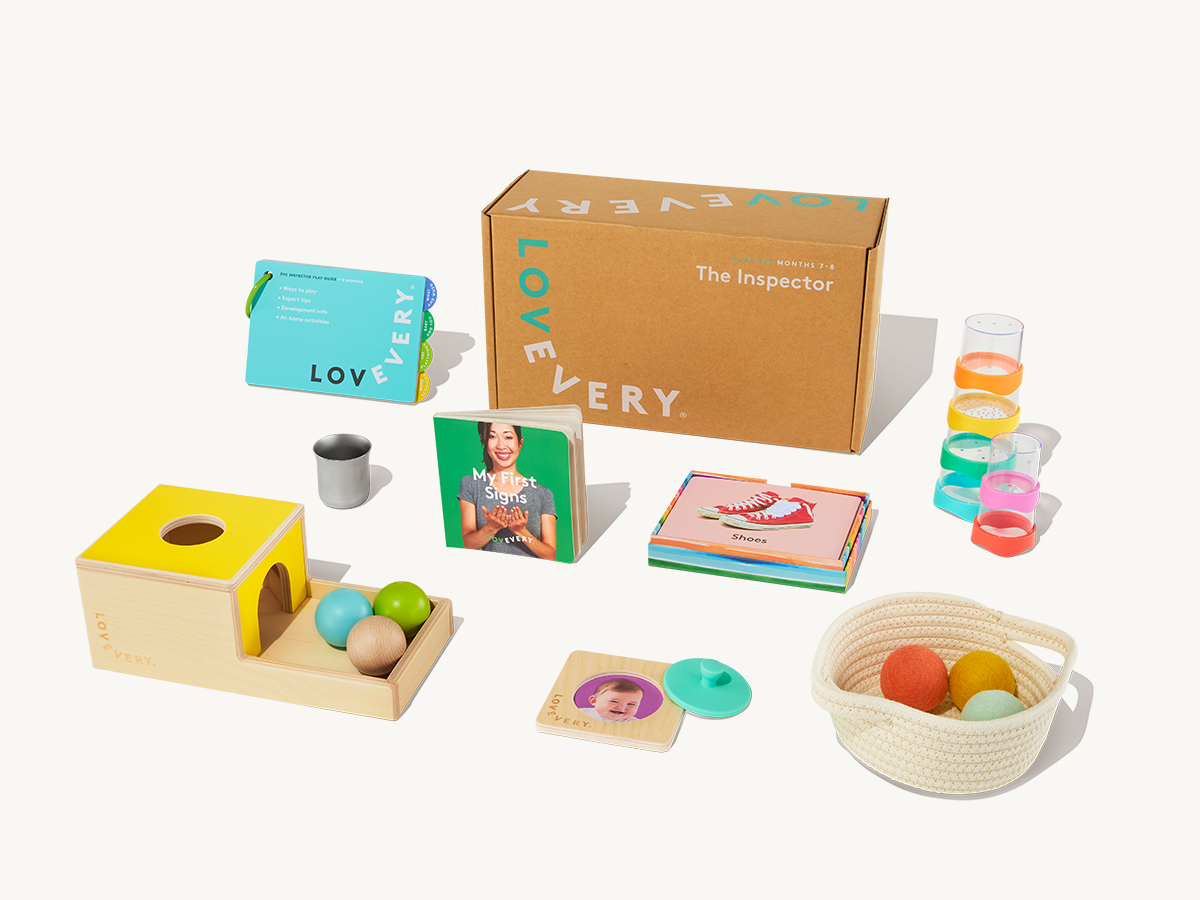 LOVEVERY
LOVEVERY
MONTHS 7-8
The Inspector
THE INSPECTOR PLAY GUIDE
• Ways to play
• Expert tips
• Development info
• At-home activities
LOVEVERY
My First
Signs
LOVEVERY
Shoes
LOVEVERY
LOVEVERY